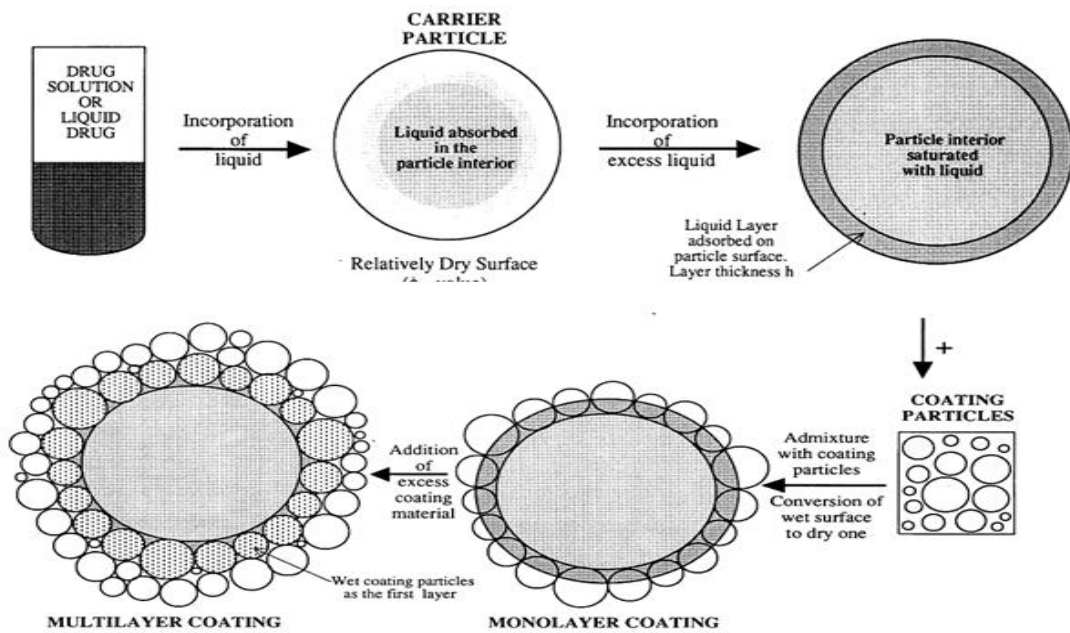 DRUG
SOLUTION
OR
LIQUID
DRUG
Incorporation
of
liquid
CARRIER
PARTICLE
Liquid absorbed
in the
particle interior
Relatively Dry Surface
Incorporation
of
excess liquid
Particle interior
saturated
with liquid
Liquid Layer
adsorbed on
particle surface.
Layer thickness h
+
COATING
PARTICLES
Admixture
with coating
particles
Conversion of
wet surface
to dry one
MONOLAYER COATING
Addition
of
excess
coating
material
Wet coating particles
as the first layer
MULTILAYER COATING